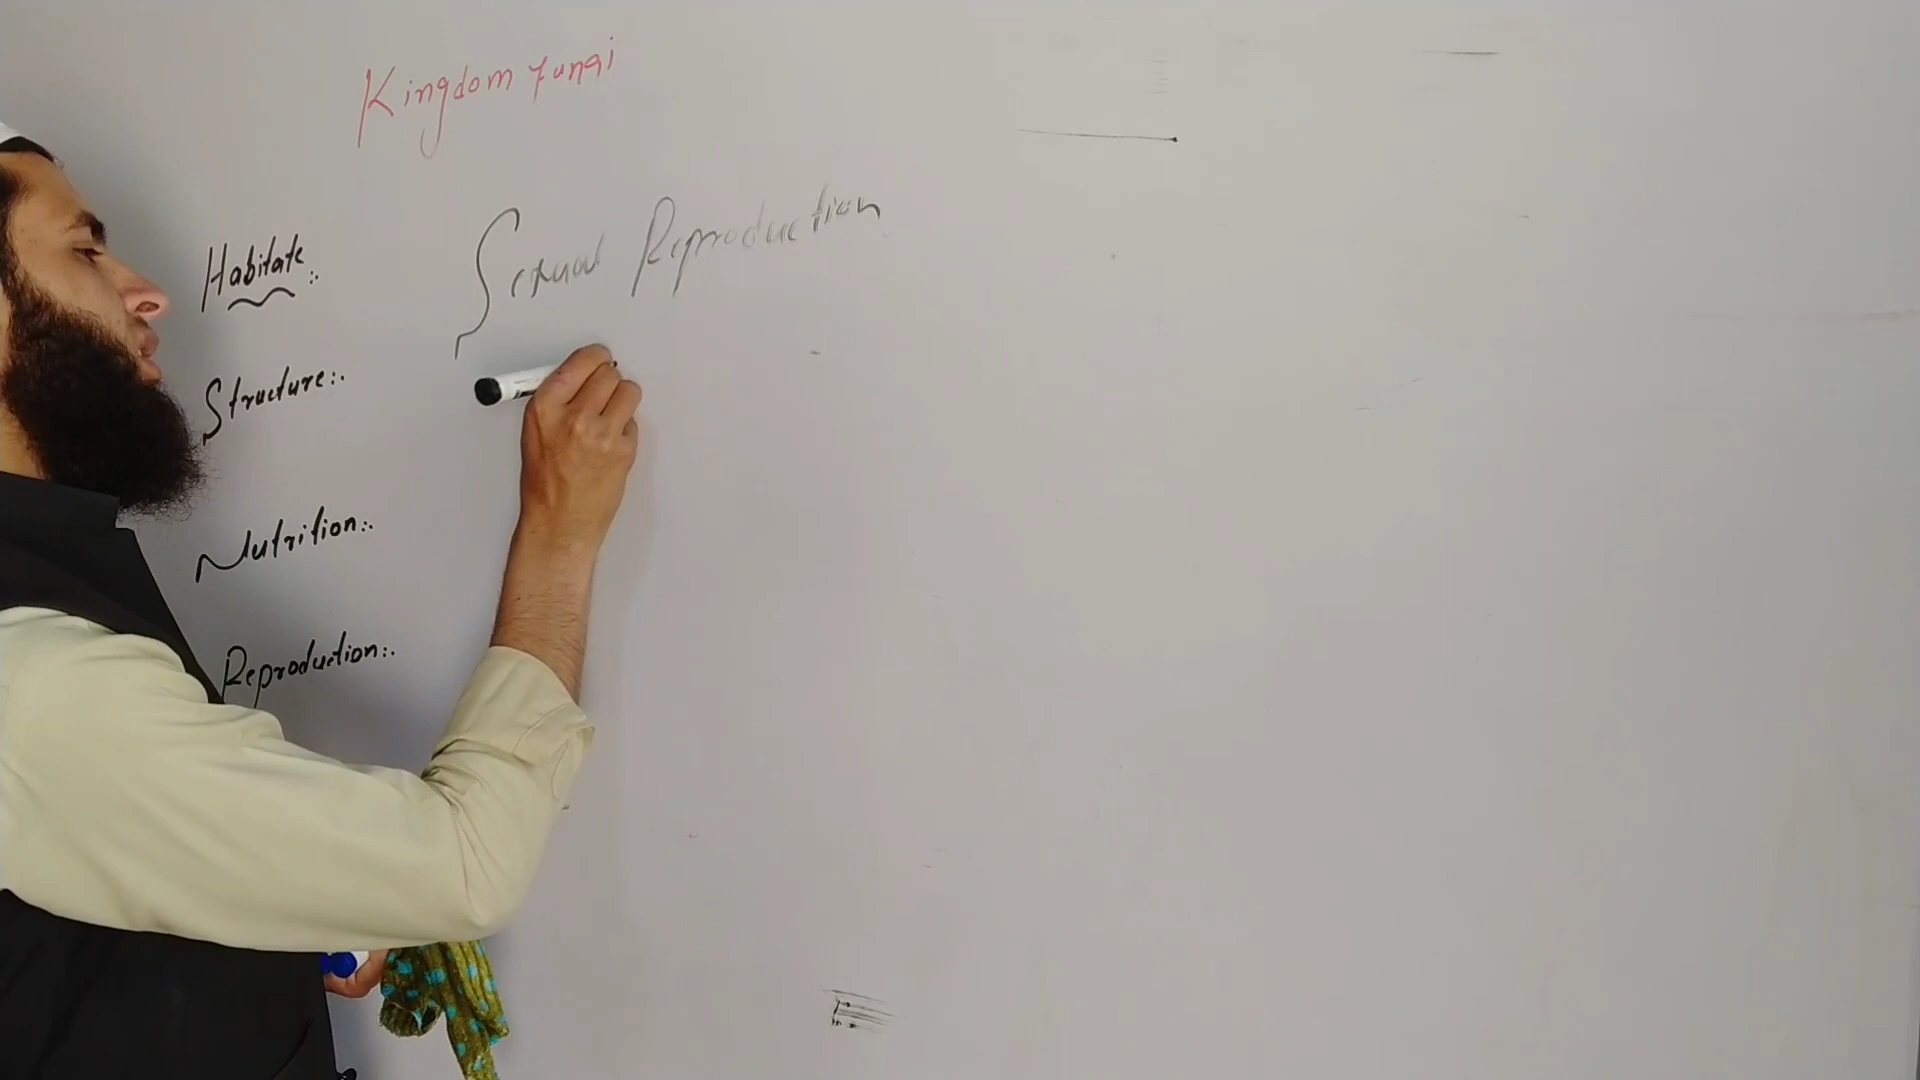 Kingdom fungi
Sexual Reproduction
Habitate:.
Structure:.
Nutrition:.
Reproduction:.